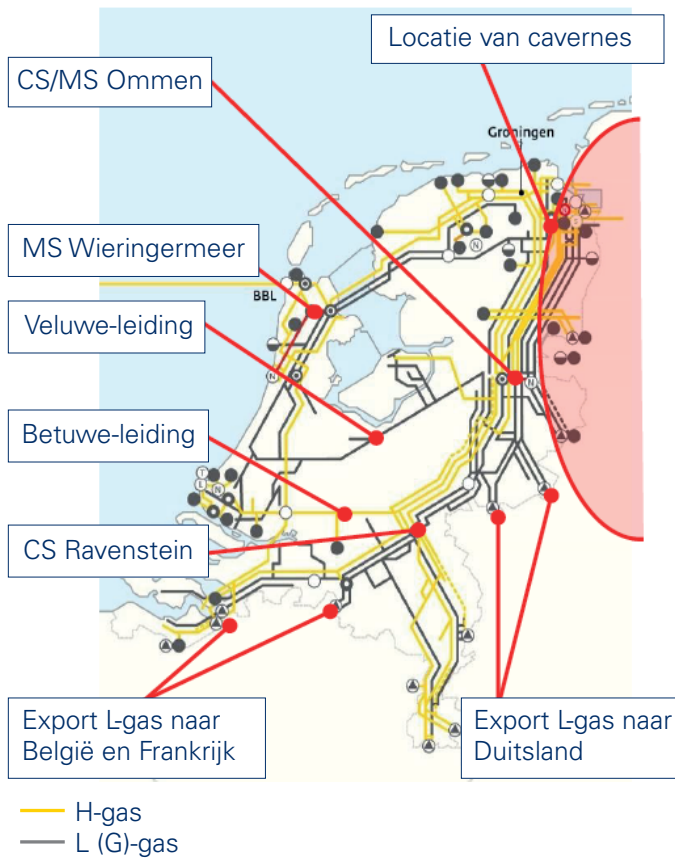 Locatie van cavernes
CS/MS Ommen
Groningen
MS Wieringermeer
BBL
Veluwe-leiding
Betuwe-leiding
CS Ravenstein
Export L-gas naar
België en Frankrijk
Export L-gas naar
Duitsland
H-gas
L (G)-gas
N
N
N
T
L
N